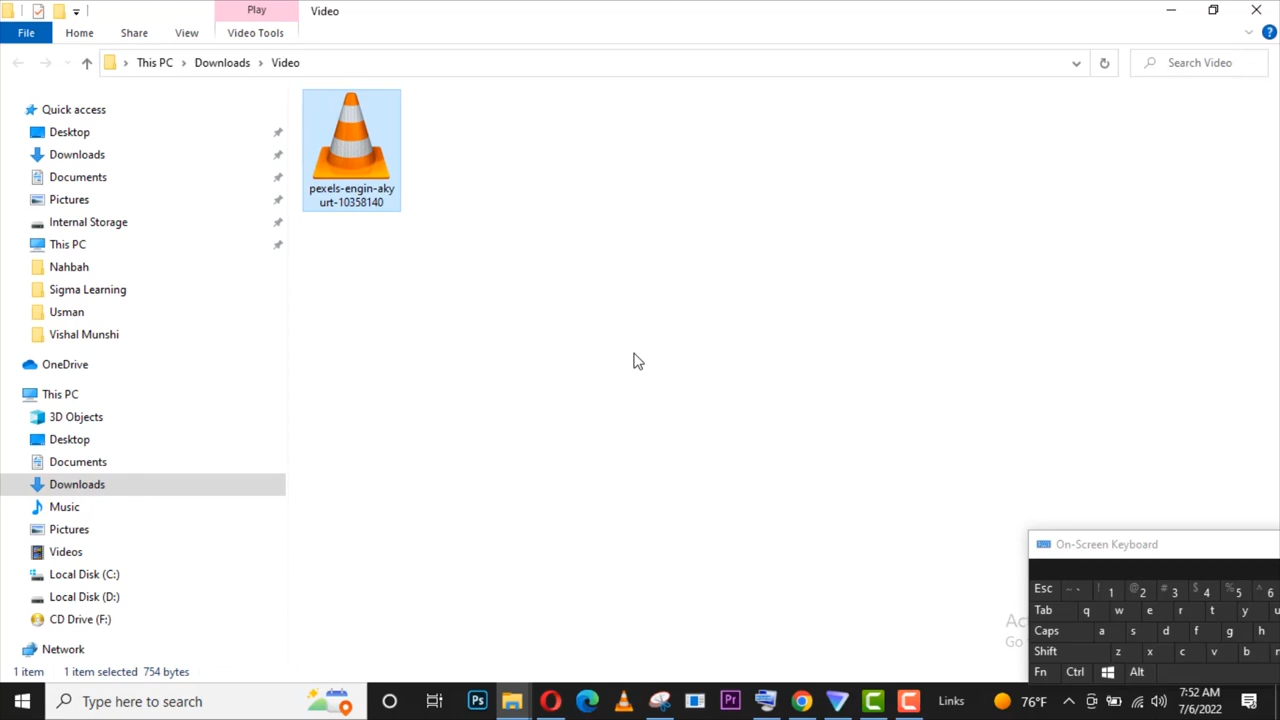 Play
Video
File
Home
Share
View
Video Tools
This PC
Downloads
Video
Search Video
Quick access
Desktop
Downloads
Documents
Pictures
Internal Storage
This PC
Nahbah
Sigma Learning
Usman
Vishal Munshi
OneDrive
This PC
3D Objects
Desktop
Documents
Downloads
Music
Pictures
Videos
Local Disk (C:)
Local Disk (D:)
CD Drive (F:)
Network
pexels-engin-aky
urt-10358140
On-Screen Keyboard
Esc ~ ` ! 1 @ 2 # 3 $ 4 % 5 ^ 6
Tab q w e r t y u
Caps a s d f g h
Shift z x c v b n
Fn Ctrl Alt
Go
1 item 1 item selected 754 bytes
Type here to search
Ps
Pr
Links
76°F
7:52 AM
7/6/2022